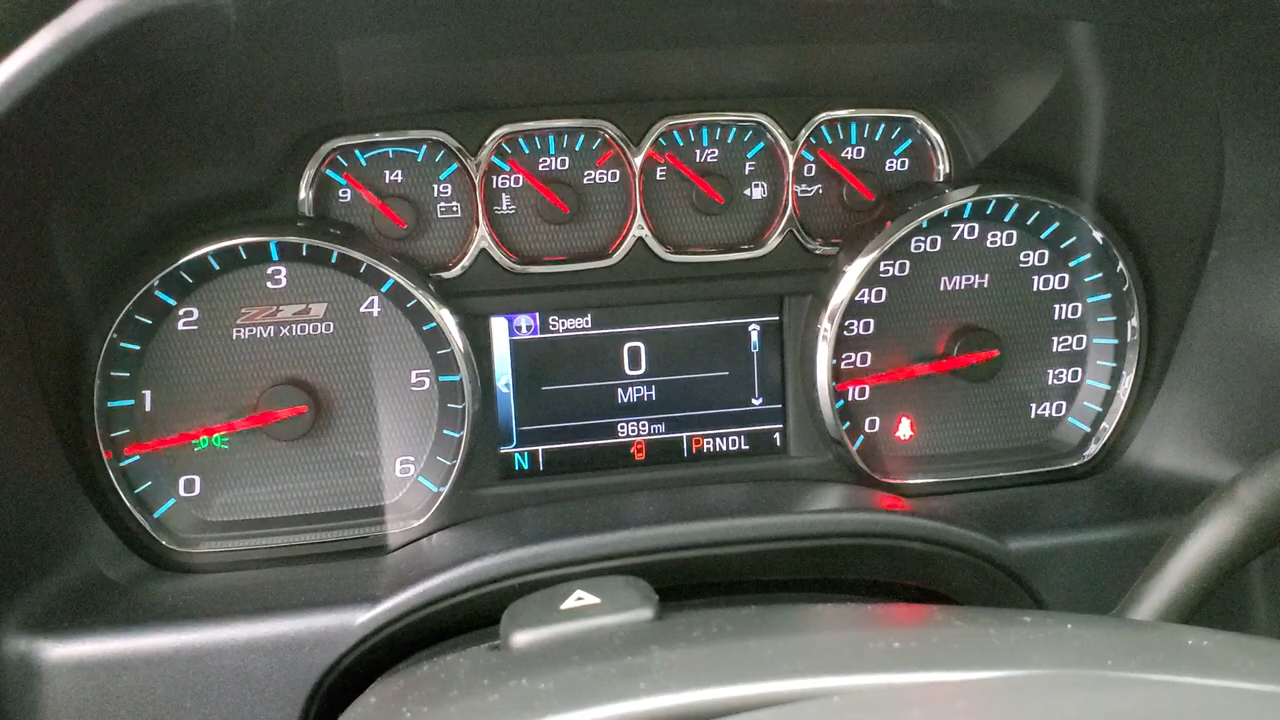 9 14 19
160 210 260
E 1/2 F
0 40 80
0 1 2 3 4 5 6
Z71
RPM X1000
Speed
0
MPH
969 mi
N PRNDL 1
MPH
0 10 20 30 40 50 60 70 80 90 100 110 120 130 140